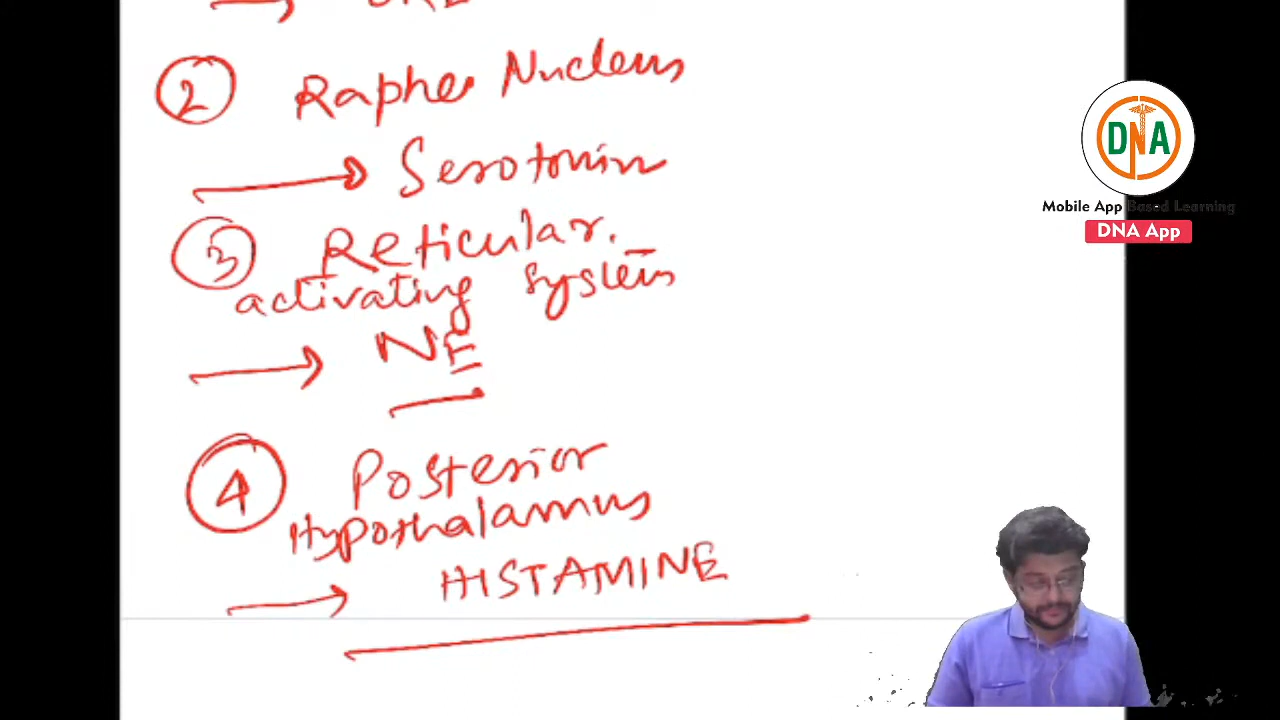 2 Raphe Nucleus
→ Serotonin
3 Reticular.
activating System
→ NE
4 Posterior
Hypothalamus
→ HISTAMINE
DNA
Mobile App Based Learning
DNA App